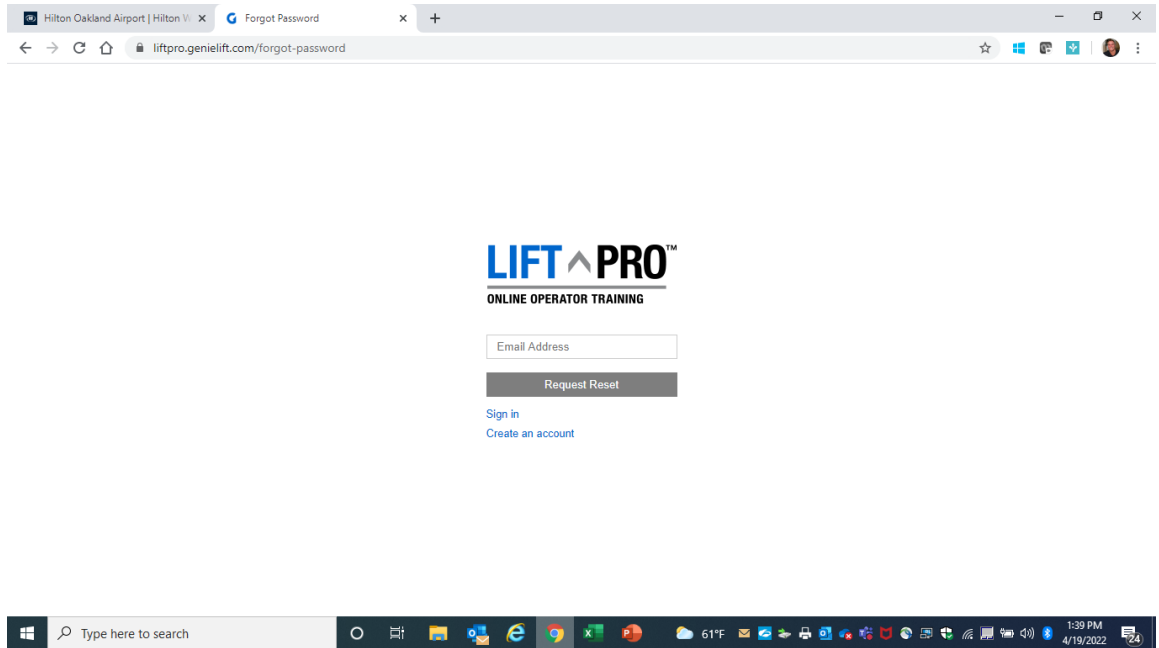 Hilton Oakland Airport | Hilton W
Forgot Password
liftpro.genielift.com/forgot-password
LIFT PRO™
ONLINE OPERATOR TRAINING
Email Address
Request Reset
Sign in
Create an account
Type here to search
61°F
1:39 PM
4/19/2022
24